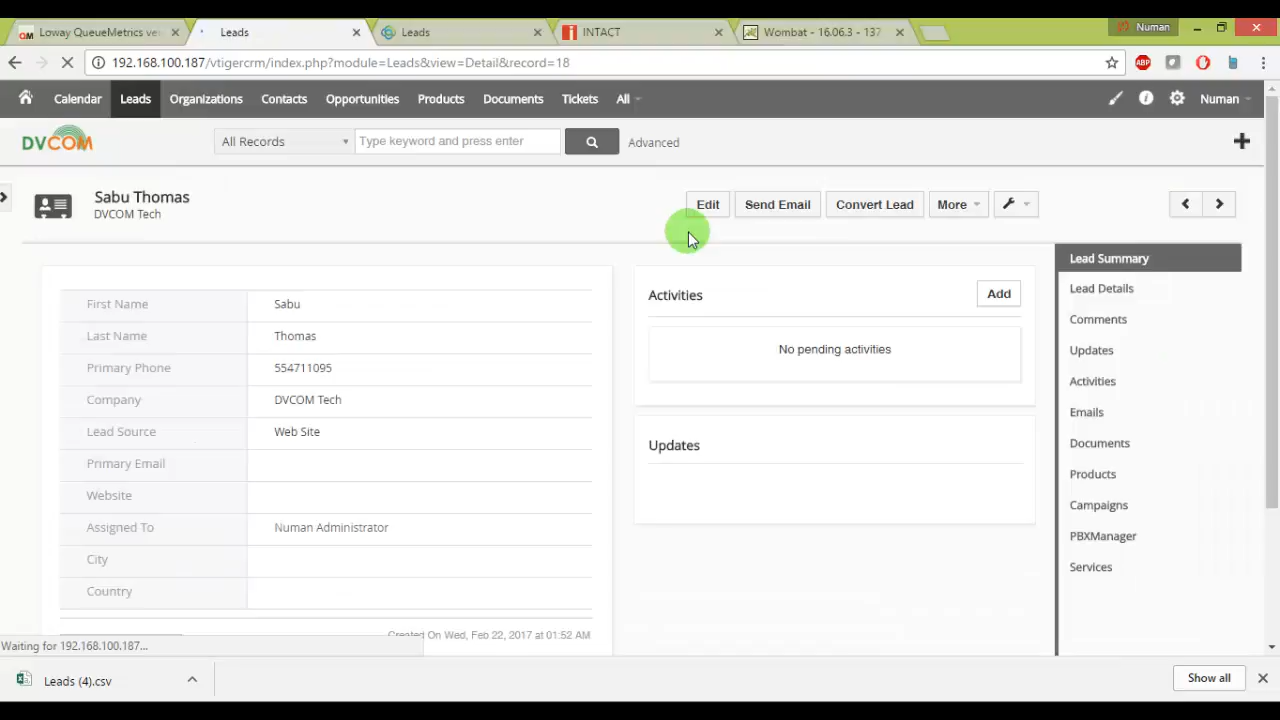 Loway QueueMetrics ve
Leads
Leads
INTACT
Wombat - 16.06.3 - 137
Numan
192.168.100.187/vtigercrm/index.php?module=Leads&view=Detail&record=18
ABP
Calendar
Leads
Organizations
Contacts
Opportunities
Products
Documents
Tickets
All
Numan
DVCOM
All Records
Type keyword and press enter
Advanced
Sabu Thomas
DVCOM Tech
Edit
Send Email
Convert Lead
More
First Name Sabu
Last Name Thomas
Primary Phone 554711095
Company DVCOM Tech
Lead Source Web Site
Primary Email
Website
Assigned To Numan Administrator
City
Country
Created On Wed, Feb 22, 2017 at 01:52 AM
Activities
Add
No pending activities
Updates
Lead Summary
Lead Details
Comments
Updates
Activities
Emails
Documents
Products
Campaigns
PBXManager
Services
Waiting for 192.168.100.187...
Leads (4).csv
Show all